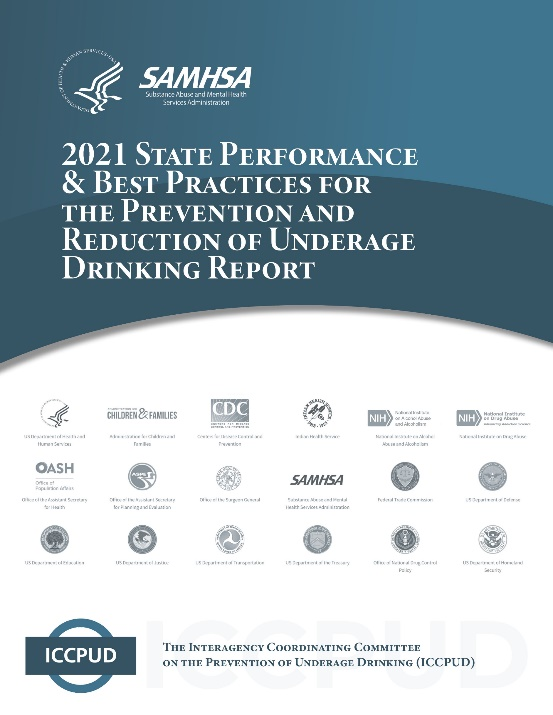 SAMHSA
Substance Abuse and Mental Health
Services Administration
2021 STATE PERFORMANCE
& BEST PRACTICES FOR
THE PREVENTION AND
REDUCTION OF UNDERAGE
DRINKING REPORT
CHILDREN & FAMILIES
CDC
NIH
National Institute
on Alcohol Abuse
and Alcoholism
NIH
National Institute
on Drug Abuse
US Department of Health and
Human Services
Administration for Children and
Families
Centers for Disease Control and
Prevention
Indian Health Service
National Institute on Alcohol
Abuse and Alcoholism
National Institute on Drug Abuse
OASH
Office of
Population Affairs
SAMHSA
Office of the Assistant Secretary
for Health
Office of the Assistant Secretary
for Planning and Evaluation
Office of the Surgeon General
Substance Abuse and Mental
Health Services Administration
Federal Trade Commission
US Department of Defense
US Department of Education
US Department of Justice
US Department of Transportation
US Department of the Treasury
Office of National Drug Control
Policy
US Department of Homeland
Security
ICCPUD
ICCPUD
THE INTERAGENCY COORDINATING COMMITTEE
ON THE PREVENTION OF UNDERAGE DRINKING (ICCPUD)